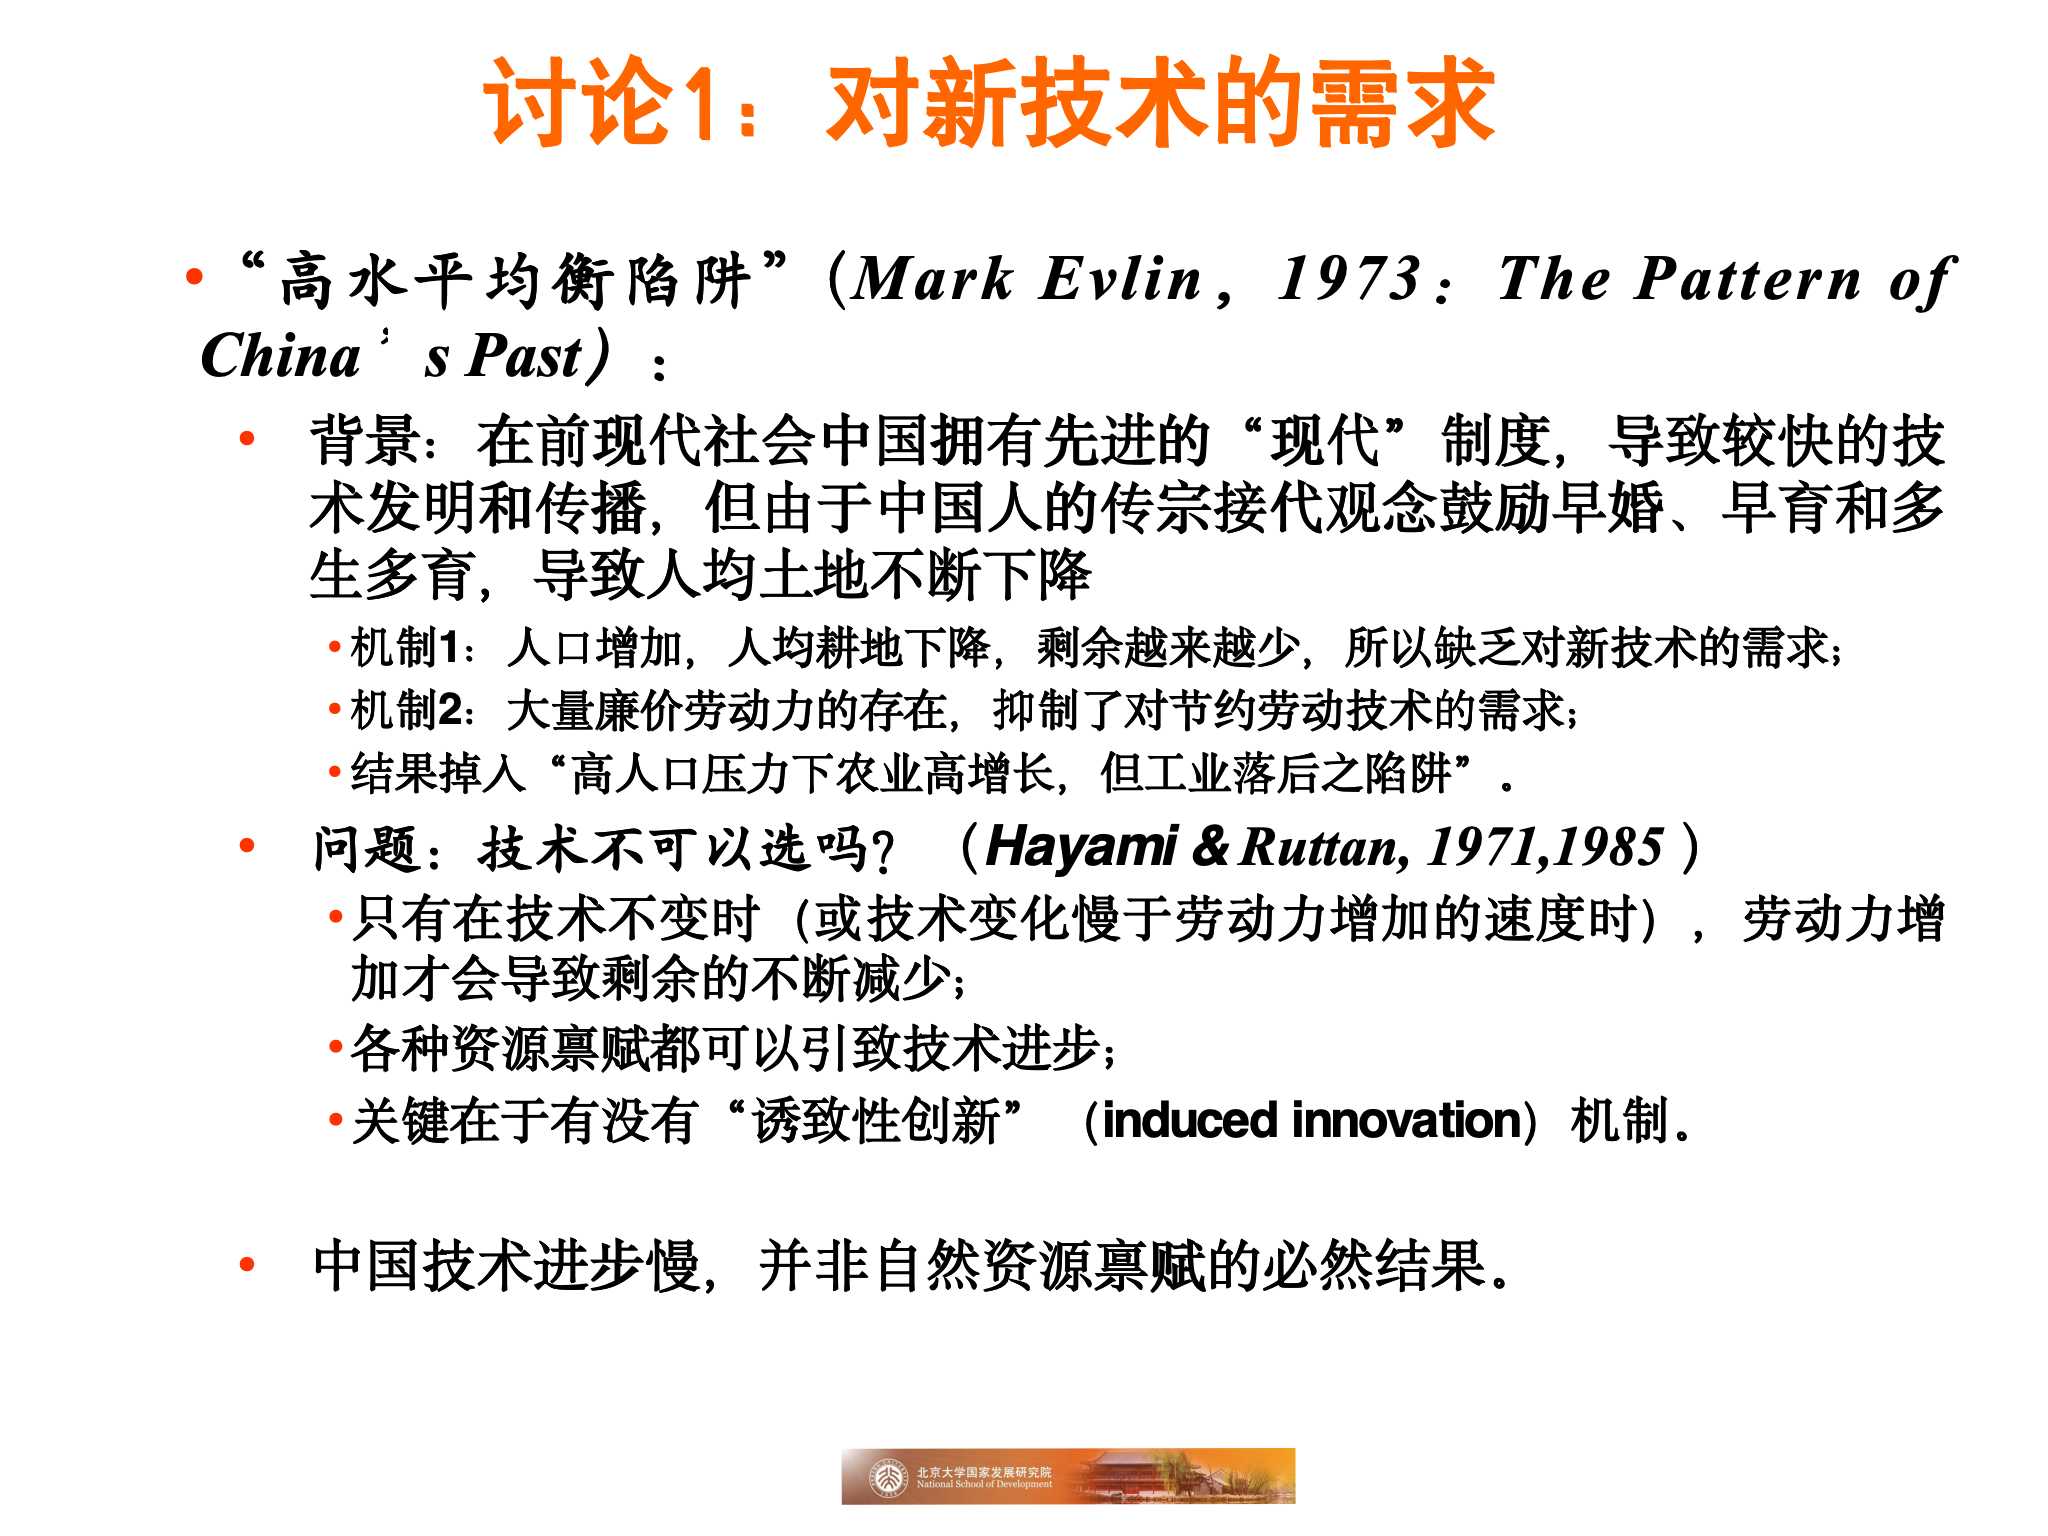 讨论1：对新技术的需求
•“高水平均衡陷阱”（Mark Evlin，1973：The Pattern of
China’s Past）：
• 背景：在前现代社会中国拥有先进的“现代”制度，导致较快的技
术发明和传播，但由于中国人的传宗接代观念鼓励早婚、早育和多
生多育，导致人均土地不断下降
•机制1：人口增加，人均耕地下降，剩余越来越少，所以缺乏对新技术的需求；
•机制2：大量廉价劳动力的存在，抑制了对节约劳动技术的需求；
•结果掉入“高人口压力下农业高增长，但工业落后之陷阱”。
• 问题：技术不可以选吗？（Hayami & Ruttan, 1971,1985）
•只有在技术不变时（或技术变化慢于劳动力增加的速度时），劳动力增
加才会导致剩余的不断减少；
•各种资源禀赋都可以引致技术进步；
•关键在于有没有“诱致性创新”（induced innovation）机制。
• 中国技术进步慢，并非自然资源禀赋的必然结果。
北京大学国家发展研究院
National School of Development